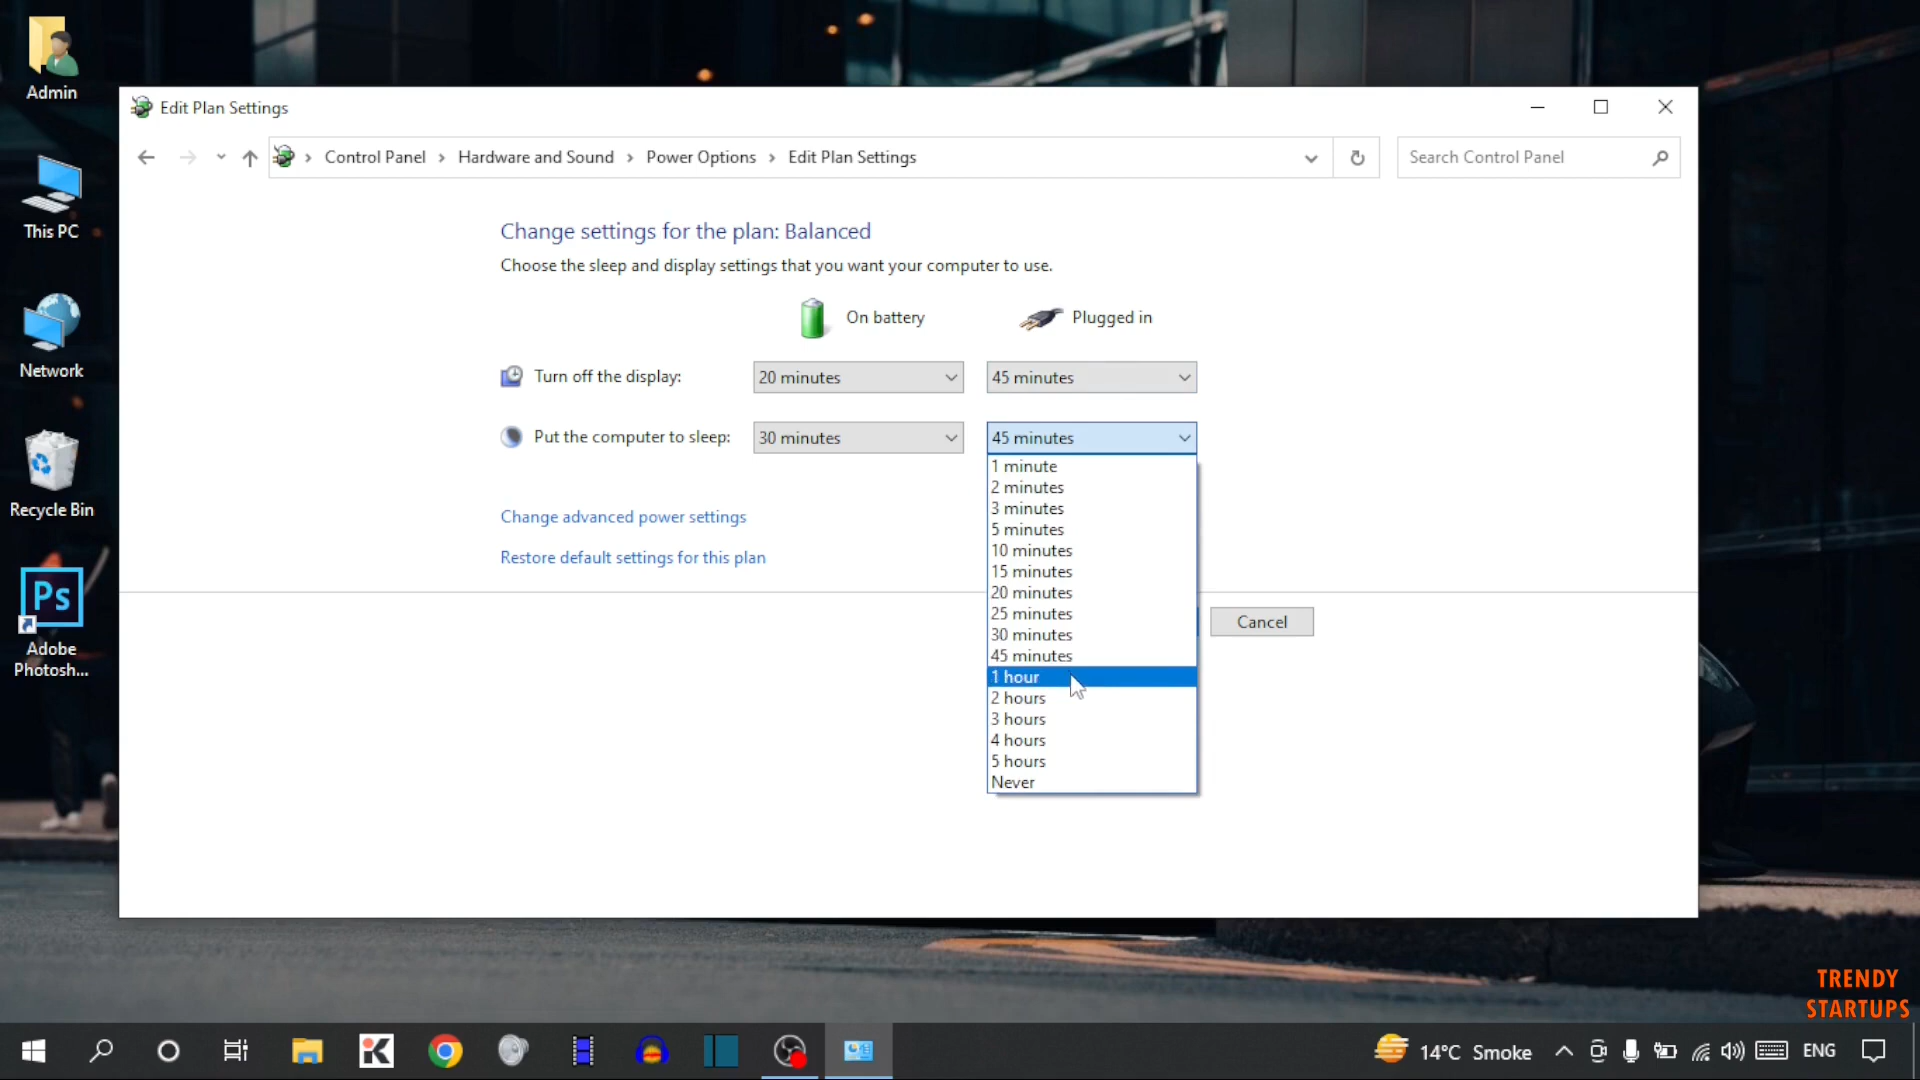 Admin
This PC
Network
Recycle Bin
Ps
Adobe
Photosh...
Edit Plan Settings
Control Panel › Hardware and Sound › Power Options › Edit Plan Settings
Search Control Panel
Change settings for the plan: Balanced
Choose the sleep and display settings that you want your computer to use.
On battery
Plugged in
Turn off the display:
20 minutes
45 minutes
Put the computer to sleep:
30 minutes
45 minutes
1 minute
2 minutes
3 minutes
5 minutes
10 minutes
15 minutes
20 minutes
25 minutes
30 minutes
45 minutes
1 hour
2 hours
3 hours
4 hours
5 hours
Never
Change advanced power settings
Restore default settings for this plan
Cancel
TRENDY
STARTUPS
K
14°C Smoke
ENG